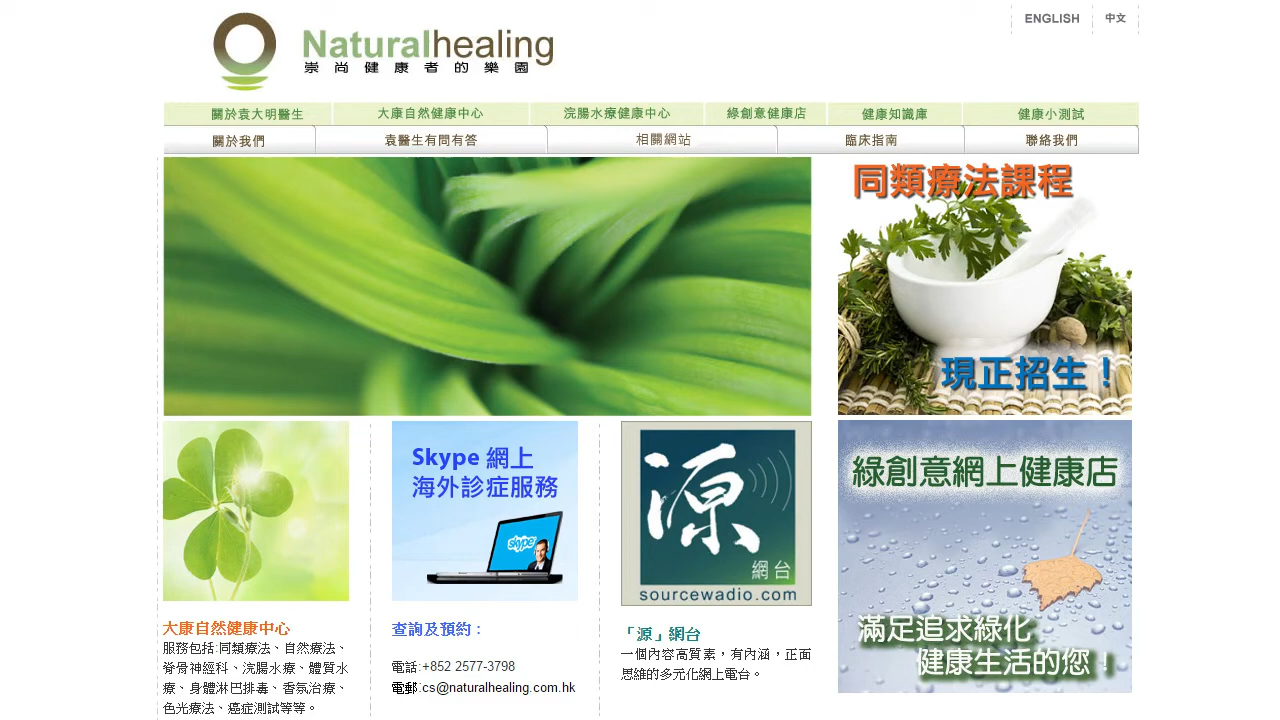 ENGLISH 中文
Naturalhealing
崇尚健康者的樂園
關於袁大明醫生 大康自然健康中心 浣腸水療健康中心 綠創意健康店 健康知識庫 健康小測試
關於我們 袁醫生有問有答 相關網站 臨床指南 聯絡我們
同類療法課程
現正招生！
Skype 網上
海外診症服務
skype
源
網台
sourcewadio.com
綠創意網上健康店
滿足追求綠化
健康生活的您！
大康自然健康中心
服務包括:同類療法、自然療法、
脊骨神經科、浣腸水療、體質水
療、身體淋巴排毒、香氛治療、
色光療法、癌症測試等等。
查詢及預約：
電話:+852 2577-3798
電郵:cs@naturalhealing.com.hk
「源」網台
一個內容高質素，有內涵，正面
思維的多元化網上電台。